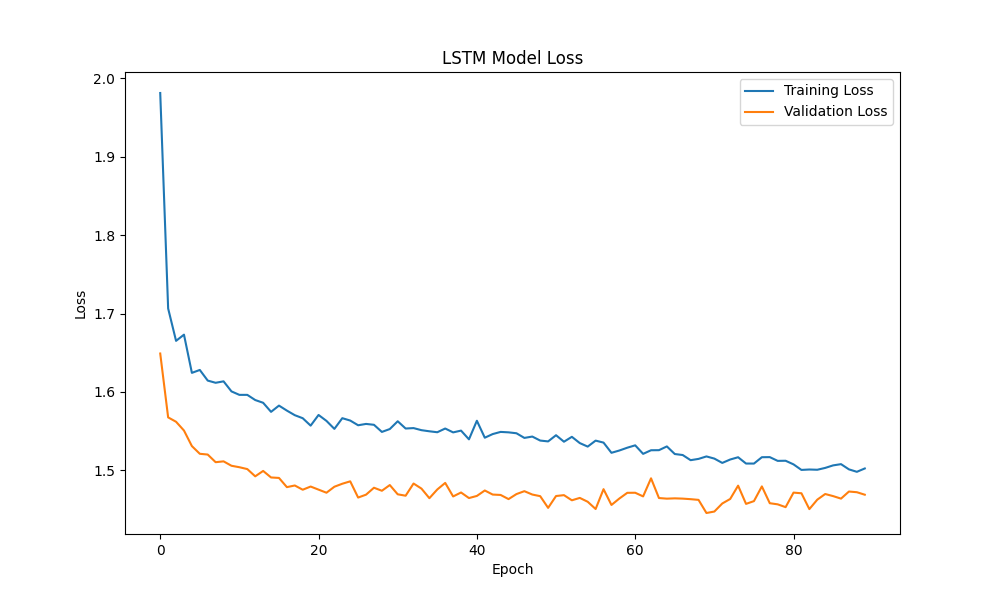 LSTM Model Loss
Training Loss
Validation Loss
2.0
1.9
1.8
1.7
1.6
1.5
Loss
0 20 40 60 80
Epoch